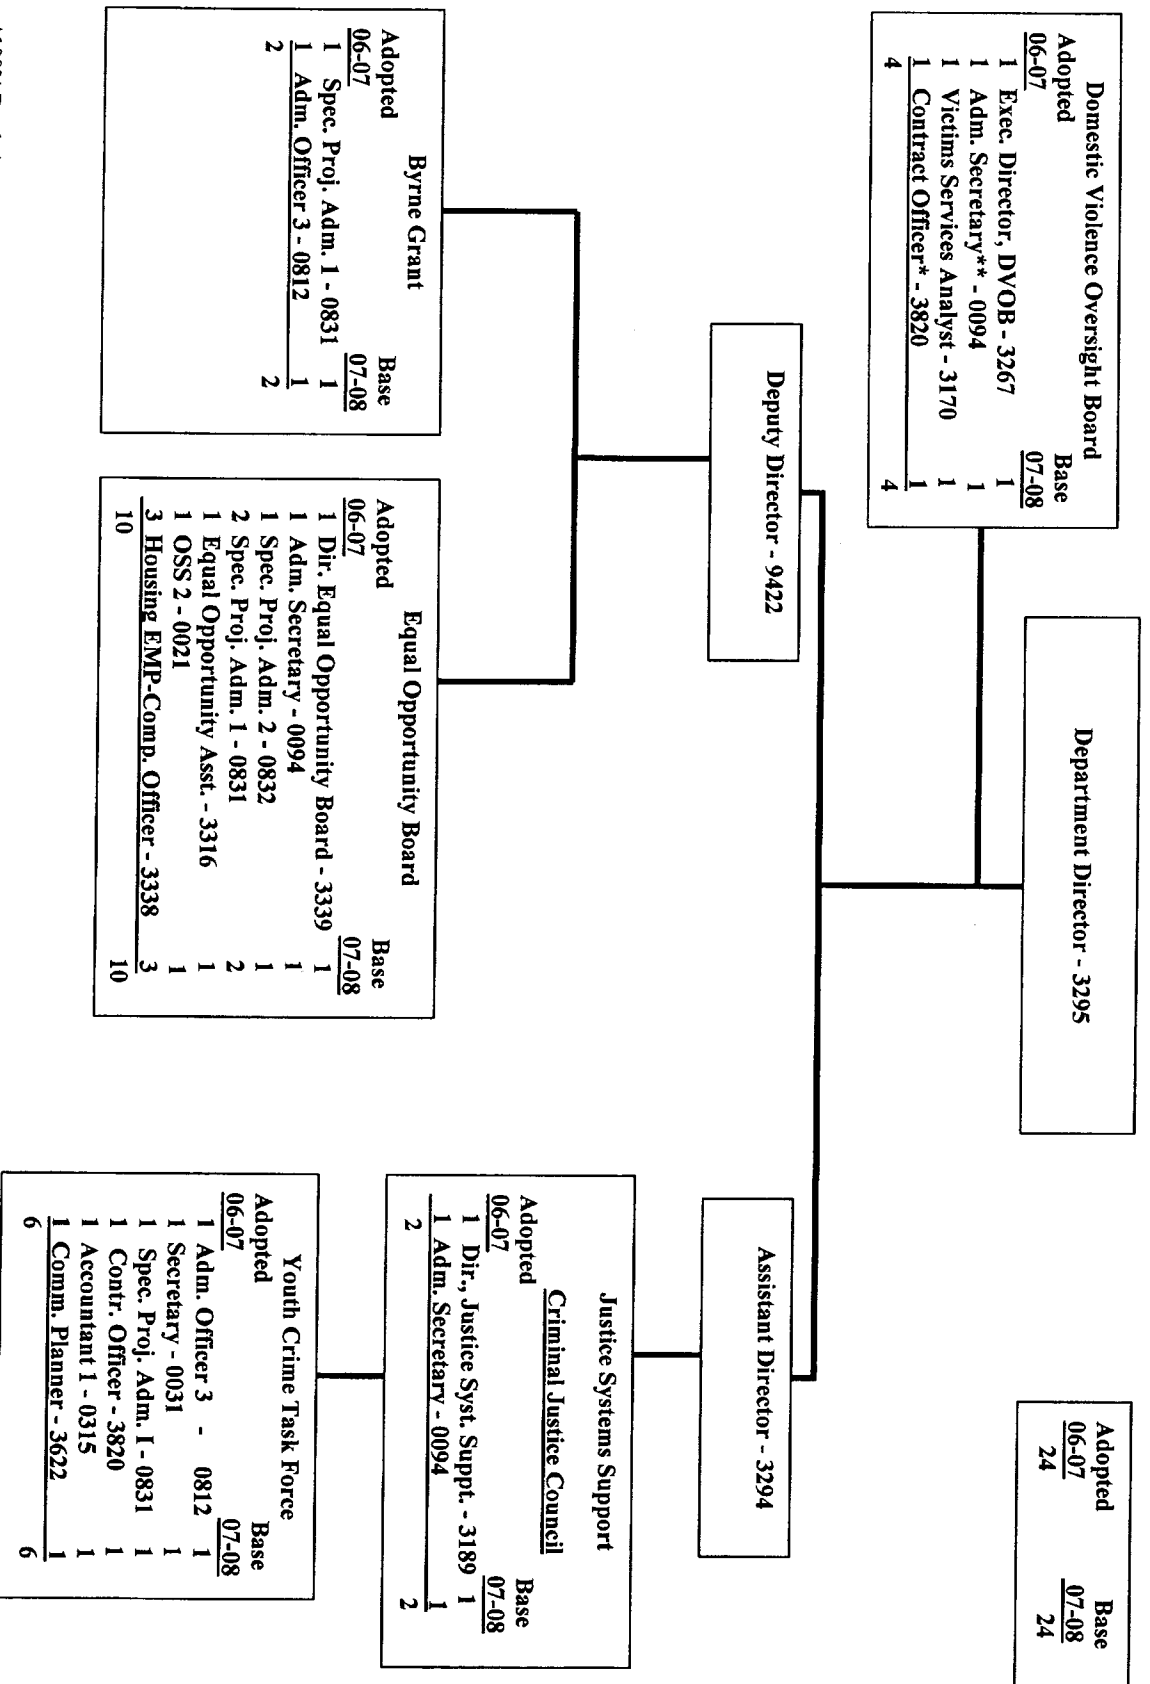 Department Director - 3295
Adopted Base
06-07 07-08
24 24
Domestic Violence Oversight Board
Adopted Base
06-07 07-08
1 Exec. Director, DVOB - 3267 1
1 Adm. Secretary** - 0094 1
1 Victims Services Analyst - 3170 1
1 Contract Officer* - 3820 1
4 4
Deputy Director - 9422
Assistant Director - 3294
Byrne Grant
Adopted Base
06-07 07-08
1 Spec. Proj. Adm. 1 - 0831 1
1 Adm. Officer 3 - 0812 1
2 2
Equal Opportunity Board
Adopted Base
06-07 07-08
1 Dir. Equal Opportunity Board - 3339 1
1 Adm. Secretary - 0094 1
1 Spec. Proj. Adm. 2 - 0832 1
2 Spec. Proj. Adm. 1 - 0831 2
1 Equal Opportunity Asst. - 3316 1
1 OSS 2 - 0021 1
3 Housing EMP-Comp. Officer - 3338 3
10 10
Justice Systems Support
Criminal Justice Council
Adopted Base
06-07 07-08
1 Dir., Justice Syst. Suppt. - 3189 1
1 Adm. Secretary - 0094 1
2 2
Youth Crime Task Force
Adopted Base
06-07 07-08
1 Adm. Officer 3 - 0812 1
1 Secretary - 0031 1
1 Spec. Proj. Adm. I - 0831 1
1 Contr. Officer - 3820 1
1 Accountant 1 - 0315 1
1 Comm. Planner - 3622 1
6 6